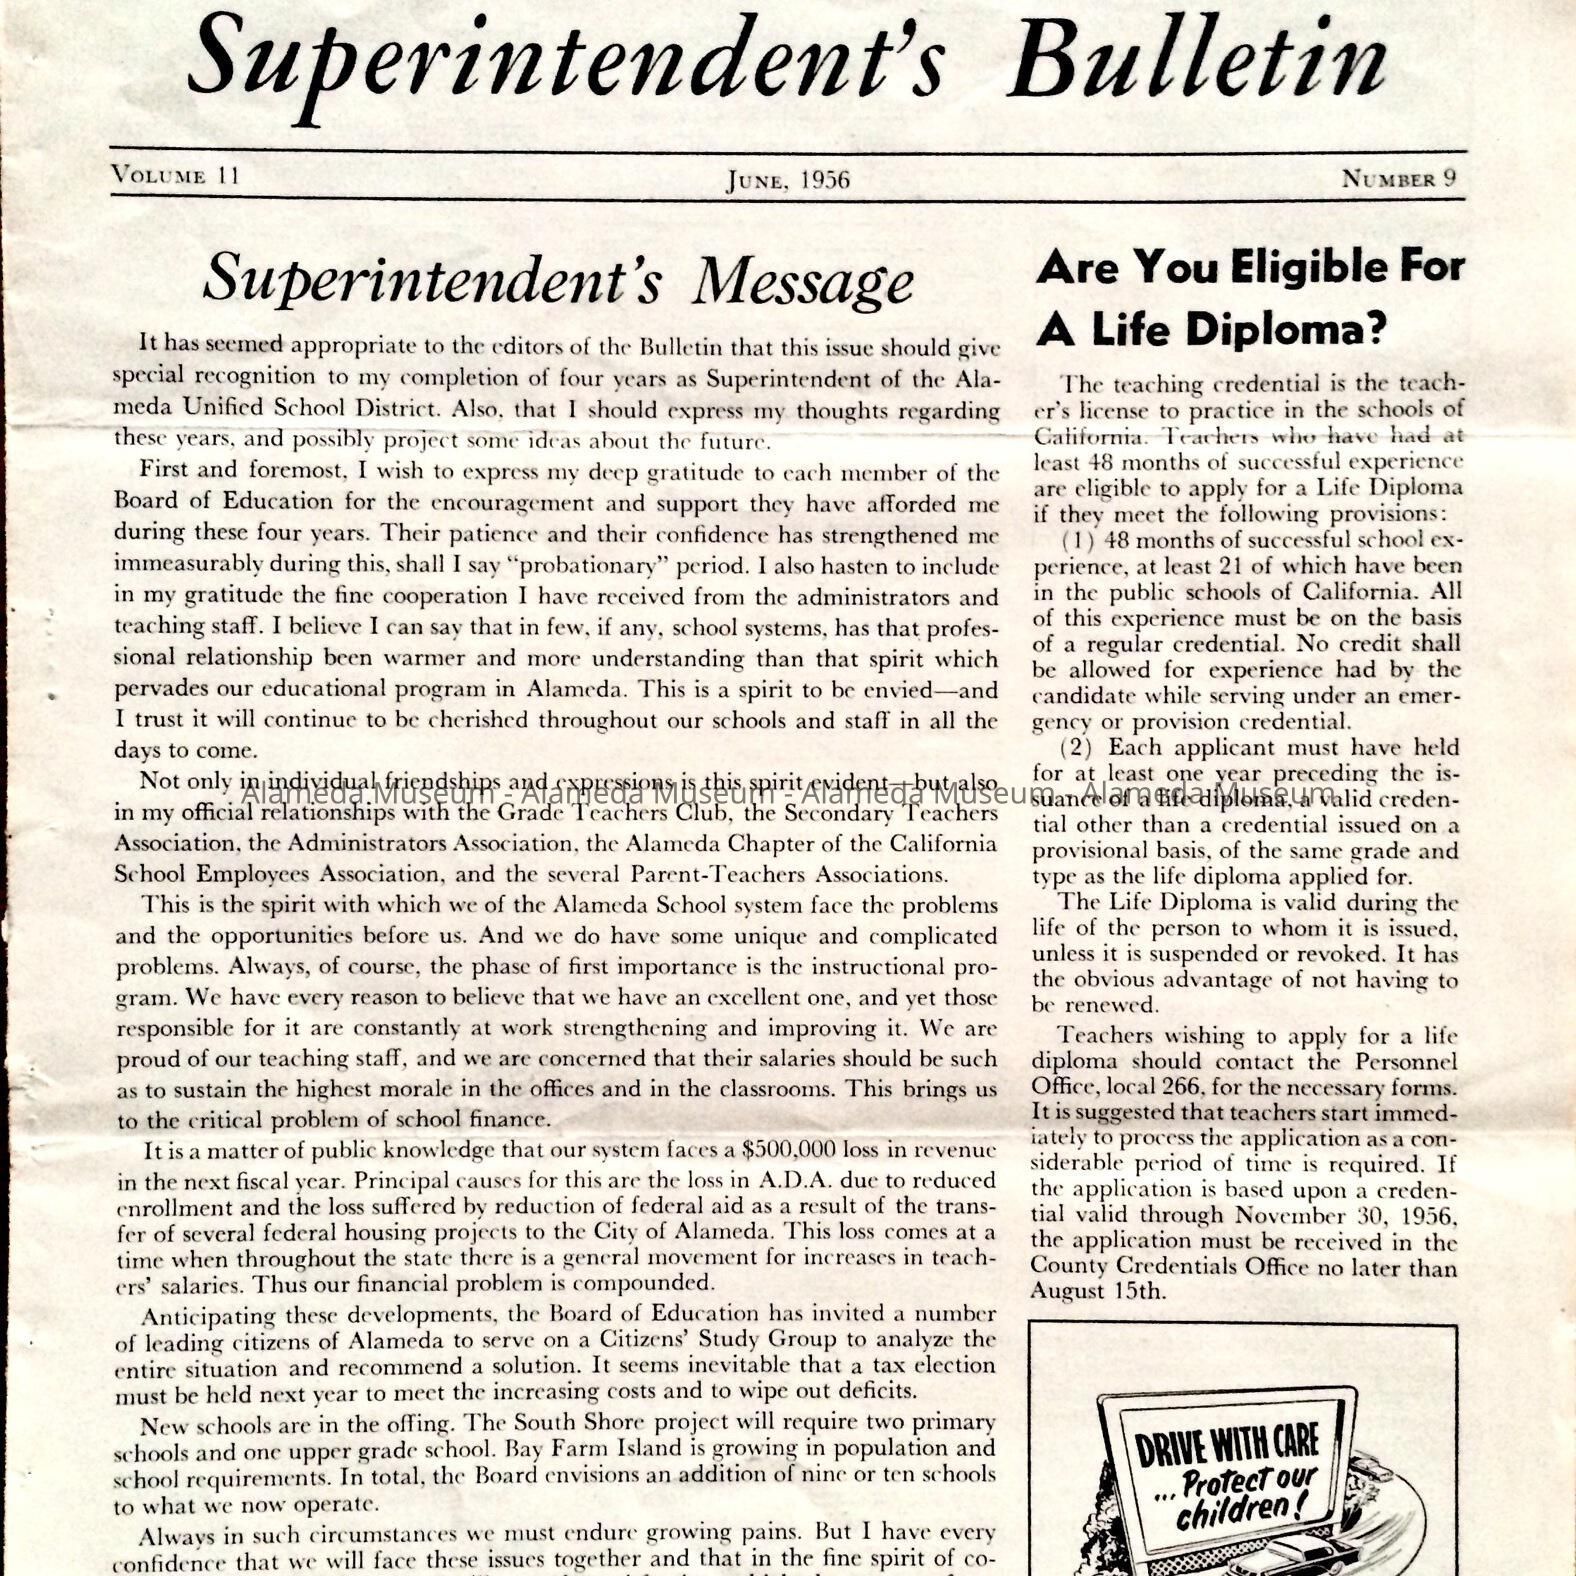 Superintendent's Bulletin
Volume 11 June, 1956 Number 9
Superintendent's Message
It has seemed appropriate to the editors of the Bulletin that this issue should give
special recognition to my completion of four years as Superintendent of the Ala-
meda Unified School District. Also, that I should express my thoughts regarding
these years, and possibly project some ideas about the future.
First and foremost, I wish to express my deep gratitude to each member of the
Board of Education for the encouragement and support they have afforded me
during these four years. Their patience and their confidence has strengthened me
immeasurably during this, shall I say “probationary” period. I also hasten to include
in my gratitude the fine cooperation I have received from the administrators and
teaching staff. I believe I can say that in few, if any, school systems, has that profes-
sional relationship been warmer and more understanding than that spirit which
pervades our educational program in Alameda. This is a spirit to be envied—and
I trust it will continue to be cherished throughout our schools and staff in all the
days to come.
Not only in individual friendships and expressions is this spirit evident—but also
in my official relationships with the Grade Teachers Club, the Secondary Teachers
Association, the Administrators Association, the Alameda Chapter of the California
School Employees Association, and the several Parent-Teachers Associations.
This is the spirit with which we of the Alameda School system face the problems
and the opportunities before us. And we do have some unique and complicated
problems. Always, of course, the phase of first importance is the instructional pro-
gram. We have every reason to believe that we have an excellent one, and yet those
responsible for it are constantly at work strengthening and improving it. We are
proud of our teaching staff, and we are concerned that their salaries should be such
as to sustain the highest morale in the offices and in the classrooms. This brings us
to the critical problem of school finance.
It is a matter of public knowledge that our system faces a $500,000 loss in revenue
in the next fiscal year. Principal causes for this are the loss in A.D.A. due to reduced
enrollment and the loss suffered by reduction of federal aid as a result of the trans-
fer of several federal housing projects to the City of Alameda. This loss comes at a
time when throughout the state there is a general movement for increases in teach-
ers' salaries. Thus our financial problem is compounded.
Anticipating these developments, the Board of Education has invited a number
of leading citizens of Alameda to serve on a Citizens' Study Group to analyze the
entire situation and recommend a solution. It seems inevitable that a tax election
must be held next year to meet the increasing costs and to wipe out deficits.
New schools are in the offing. The South Shore project will require two primary
schools and one upper grade school. Bay Farm Island is growing in population and
school requirements. In total, the Board envisions an addition of nine or ten schools
to what we now operate.
Always in such circumstances we must endure growing pains. But I have every
confidence that we will face these issues together and that in the fine spirit of co-
Are You Eligible For
A Life Diploma?
The teaching credential is the teach-
er's license to practice in the schools of
California. Teachers who have had at
least 48 months of successful experience
are eligible to apply for a Life Diploma
if they meet the following provisions:
(1) 48 months of successful school ex-
perience, at least 21 of which have been
in the public schools of California. All
of this experience must be on the basis
of a regular credential. No credit shall
be allowed for experience had by the
candidate while serving under an emer-
gency or provision credential.
(2) Each applicant must have held
for at least one year preceding the is-
suance of a life diploma, a valid creden-
tial other than a credential issued on a
provisional basis, of the same grade and
type as the life diploma applied for.
The Life Diploma is valid during the
life of the person to whom it is issued,
unless it is suspended or revoked. It has
the obvious advantage of not having to
be renewed.
Teachers wishing to apply for a life
diploma should contact the Personnel
Office, local 266, for the necessary forms.
It is suggested that teachers start immed-
iately to process the application as a con-
siderable period of time is required. If
the application is based upon a creden-
tial valid through November 30, 1956,
the application must be received in the
County Credentials Office no later than
August 15th.
DRIVE WITH CARE
... Protect our
children!
Alameda Museum - Alameda Museum - Alameda Museum - Alameda Museum